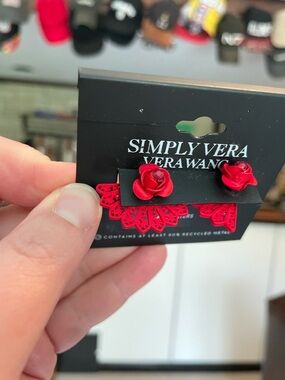 SIMPLY VERA
VERA WANG
CONTAINS AT LEAST 50% RECYCLED METAL